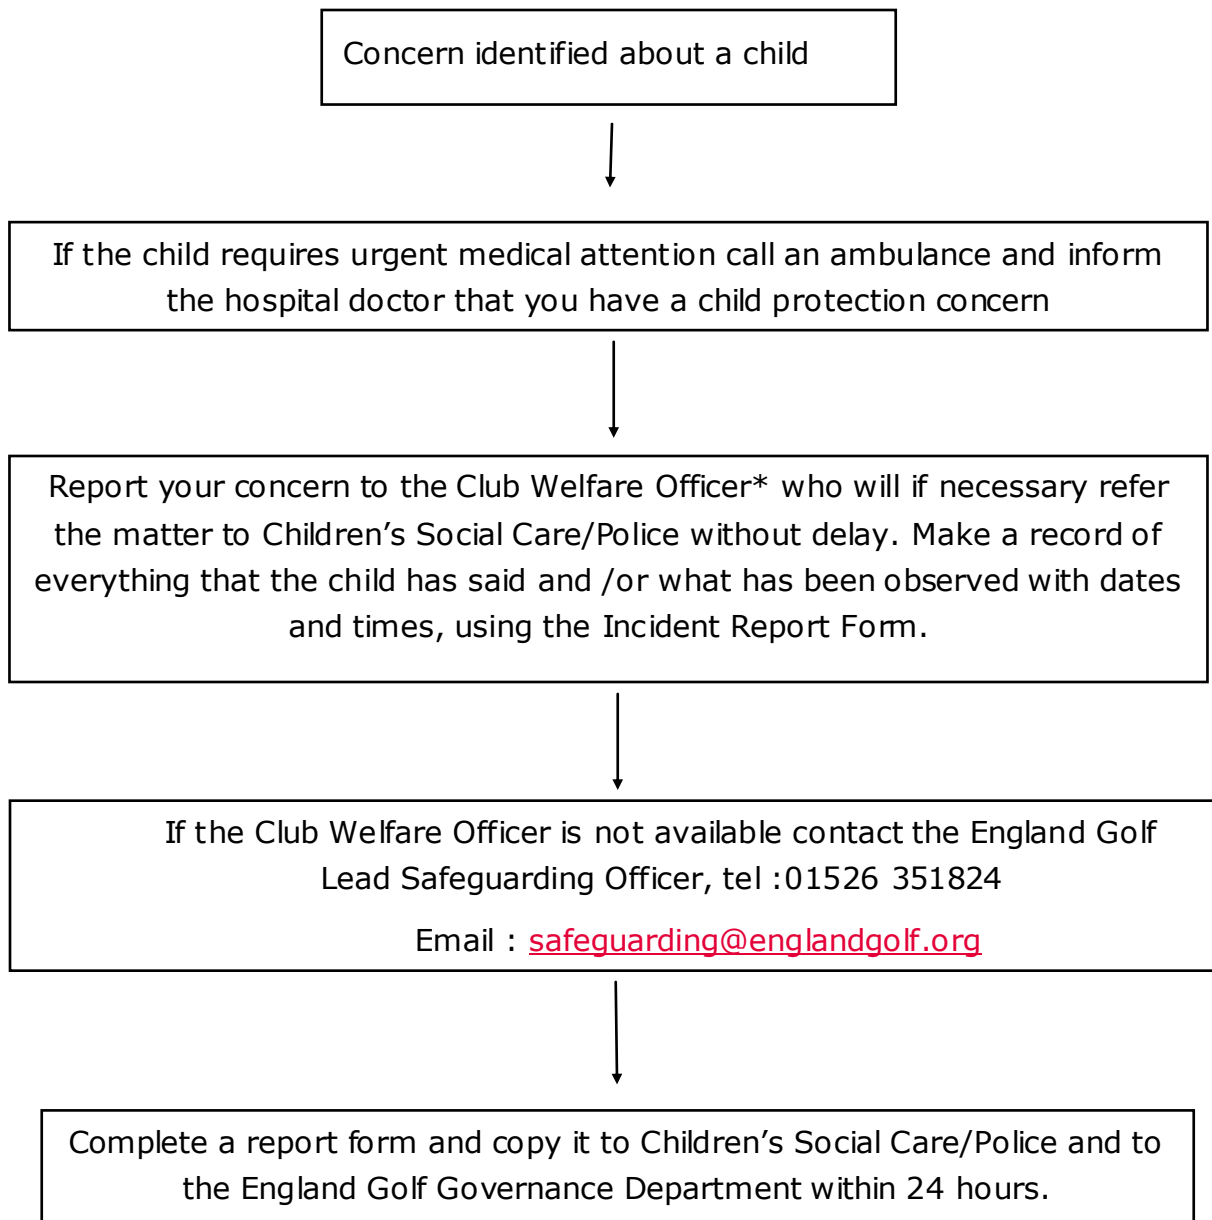 Concern identified about a child
If the child requires urgent medical attention call an ambulance and inform
the hospital doctor that you have a child protection concern
Report your concern to the Club Welfare Officer* who will if necessary refer
the matter to Children’s Social Care/Police without delay. Make a record of
everything that the child has said and /or what has been observed with dates
and times, using the Incident Report Form.
If the Club Welfare Officer is not available contact the England Golf
Lead Safeguarding Officer, tel :01526 351824
Email : safeguarding@englandgolf.org
Complete a report form and copy it to Children’s Social Care/Police and to
the England Golf Governance Department within 24 hours.